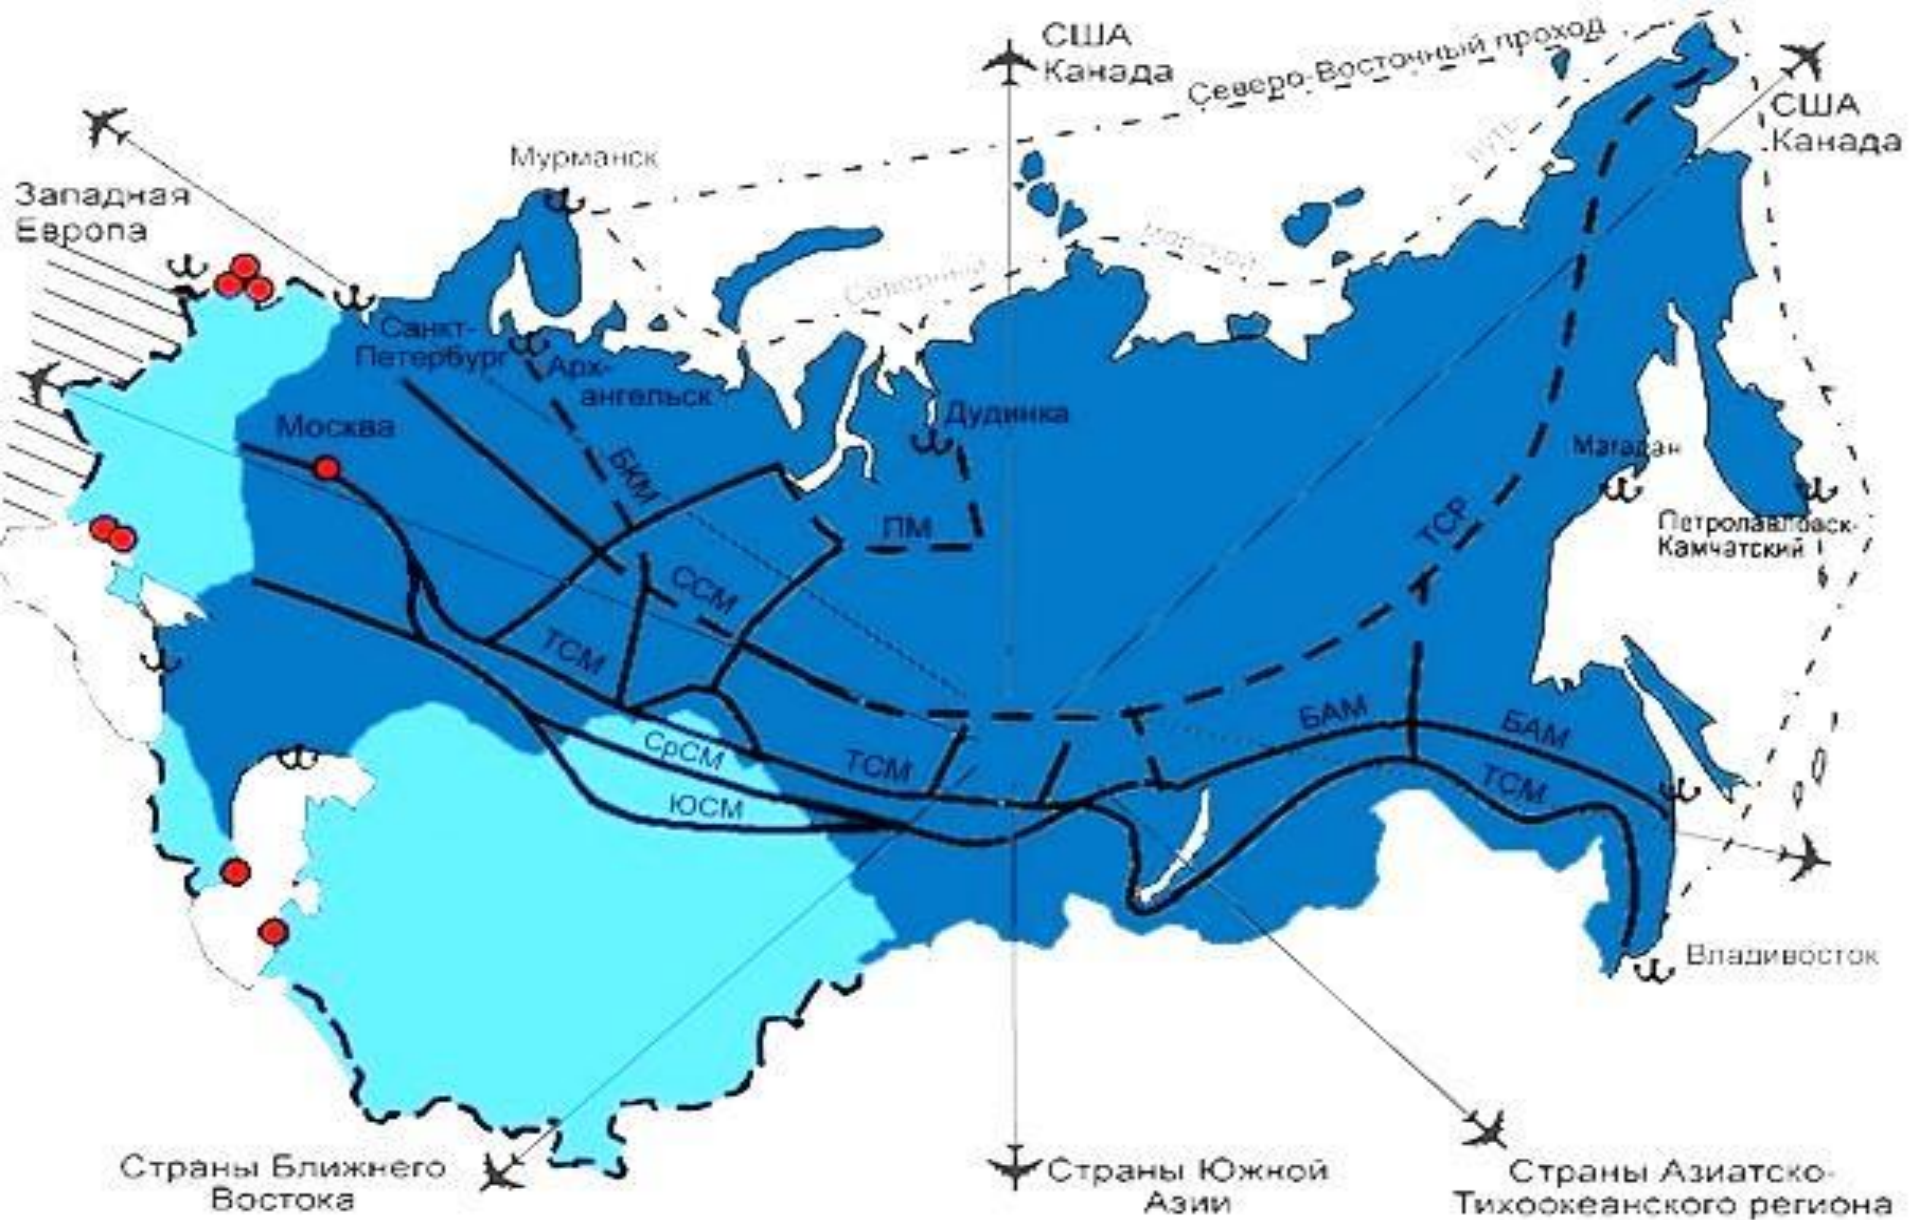 США
Канада
Северо-Восточный проход
США
Канада
Мурманск
путь
Западная
Европа
морской
Северный
Санкт-
Петербург
Арх-
ангельск
Дудинка
Москва
Магадан
БКМ
ПМ
ТСР
Петропавловск-
Камчатский
ССМ
ТСМ
БАМ
БАМ
СрСМ
ТСМ
ТСМ
ЮСМ
Владивосток
Страны Ближнего
Востока
Страны Южной
Азии
Страны Азиатско-
Тихоокеанского региона